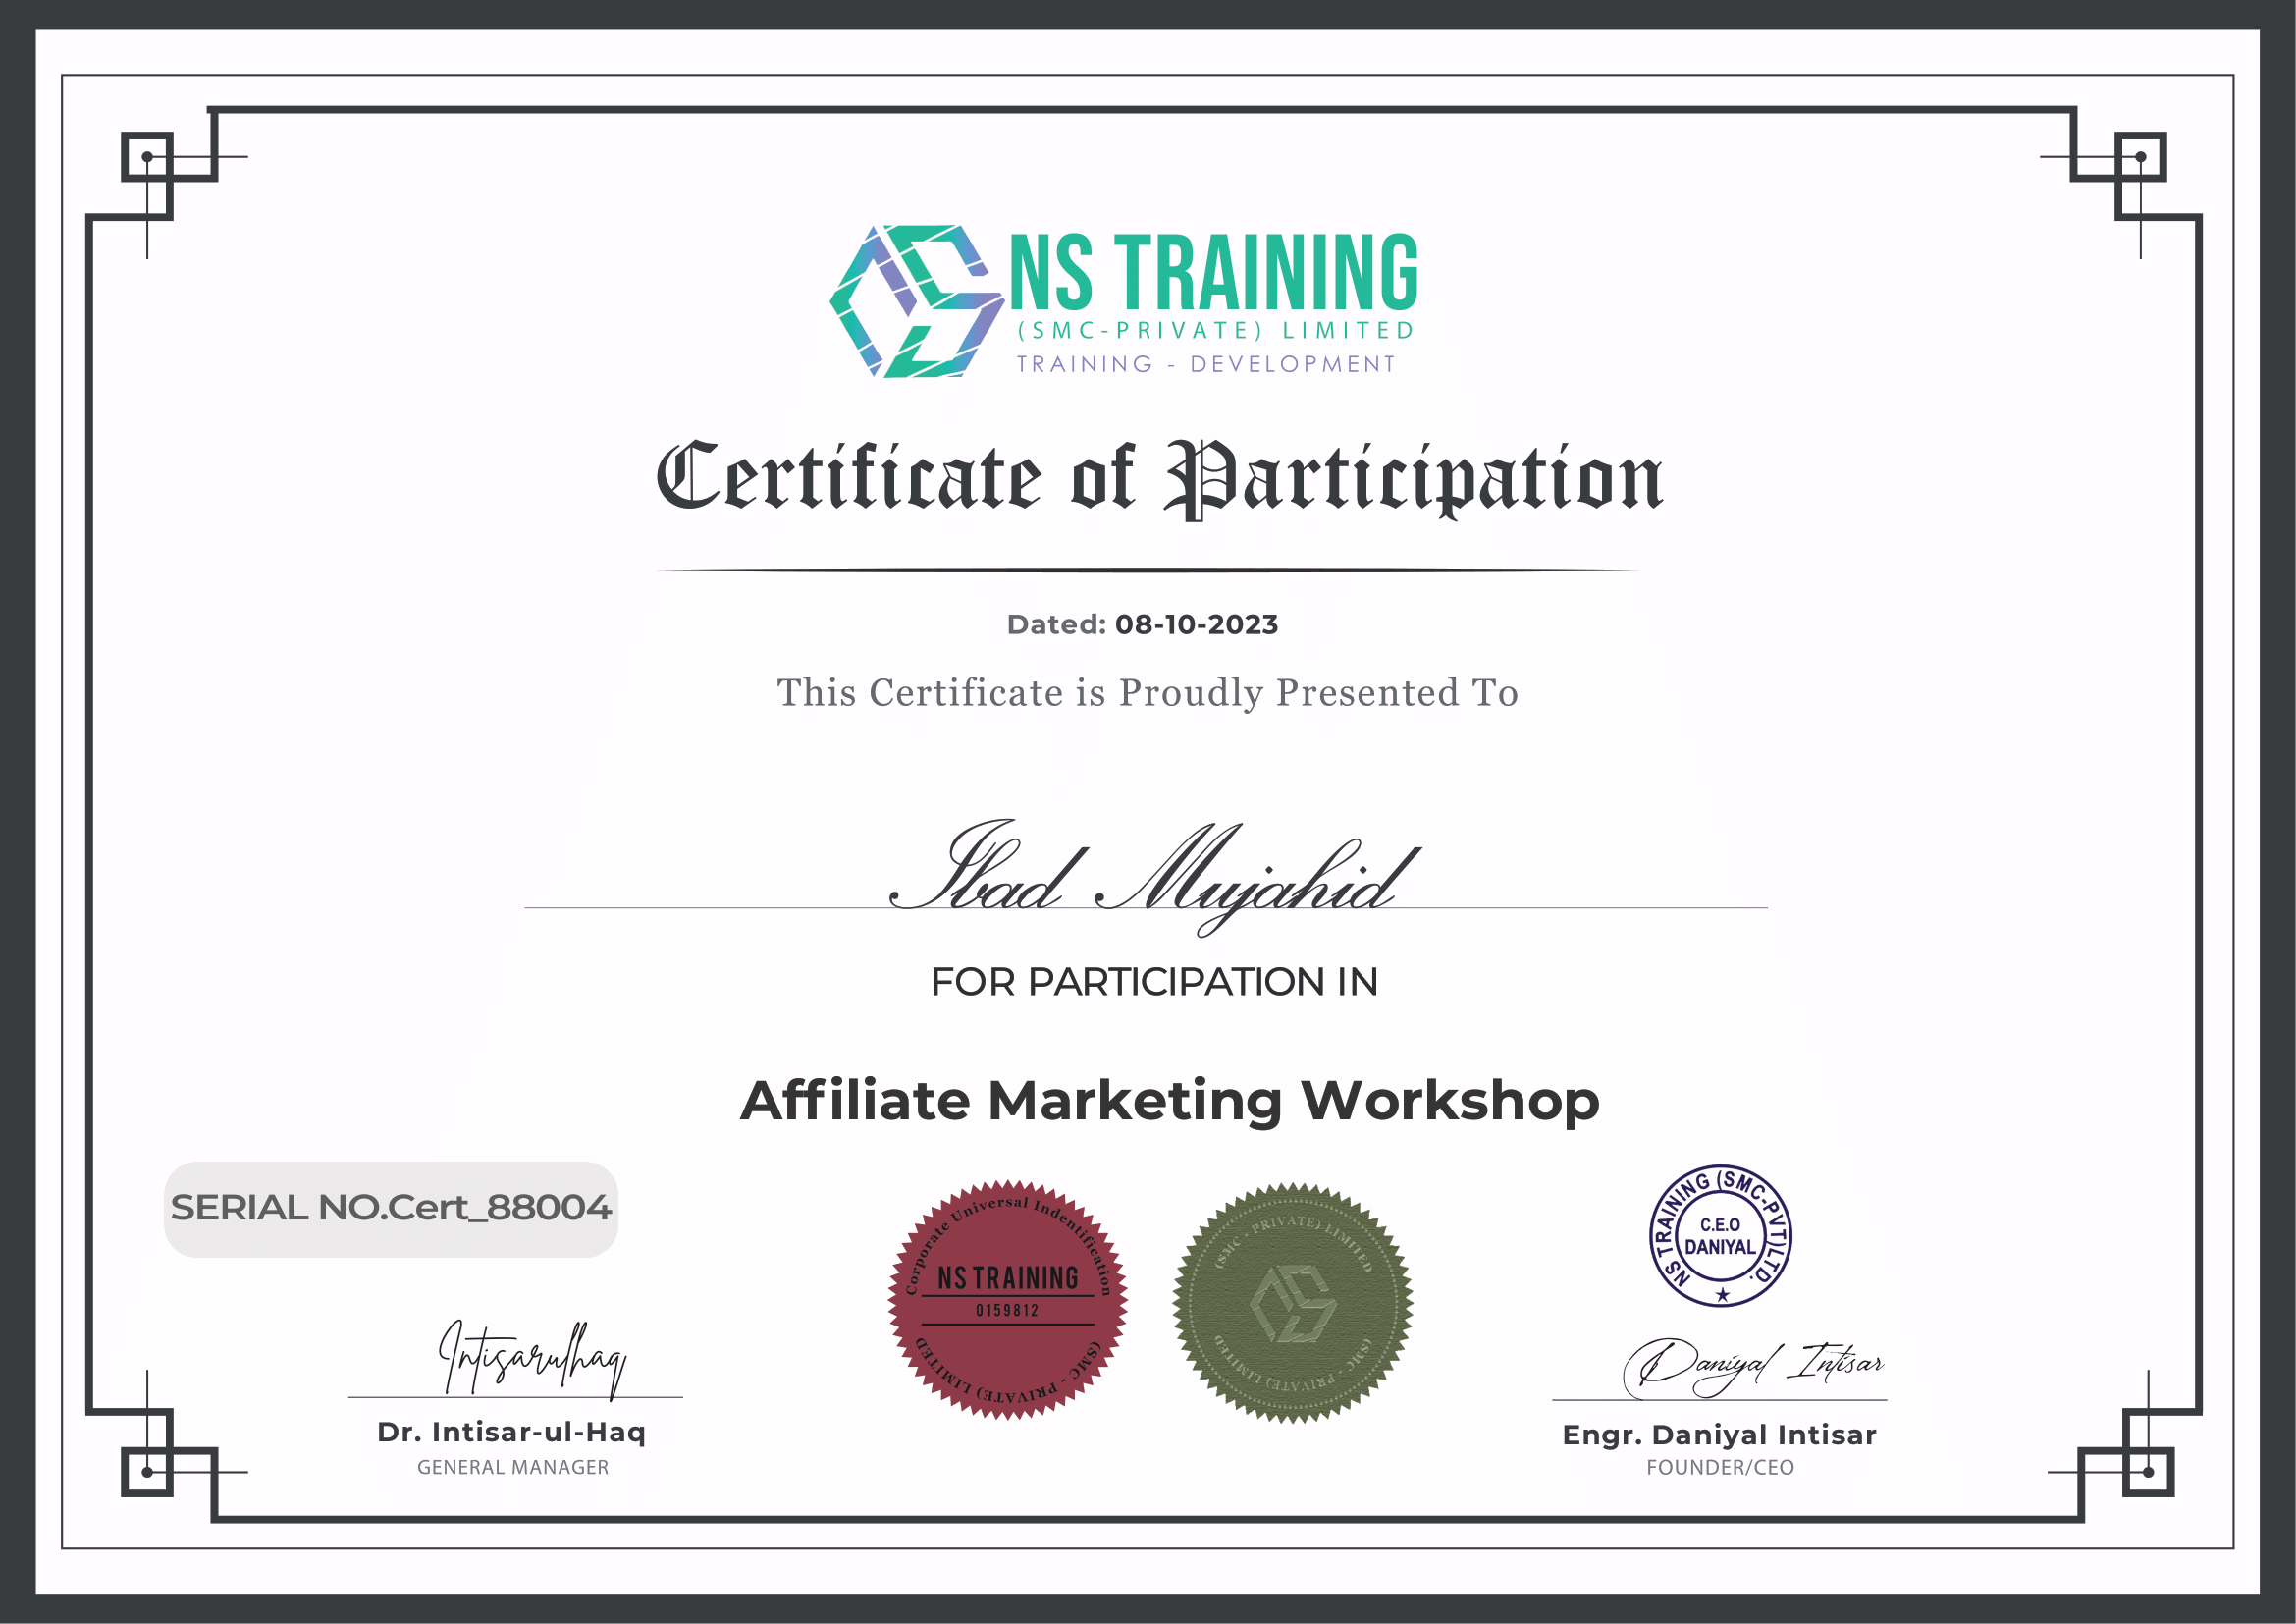 NS TRAINING
(SMC-PRIVATE) LIMITED
TRAINING - DEVELOPMENT
Certificate of Participation
Dated: 08-10-2023
This Certificate is Proudly Presented To
Ibad Mujahid
FOR PARTICIPATION IN
Affiliate Marketing Workshop
SERIAL NO.Cert_88004
Corporate Universal Indentification
NS TRAINING
0159812
(SMC - PRIVATE) LIMITED
(SMC - PRIVATE) LIMITED
(SMC - PRIVATE) LIMITED
NS TRAINING (SMC-PVT)LTD.
C.E.O
DANIYAL
Intisarulhaq
Dr. Intisar-ul-Haq
GENERAL MANAGER
Daniyal Intisar
Engr. Daniyal Intisar
FOUNDER/CEO